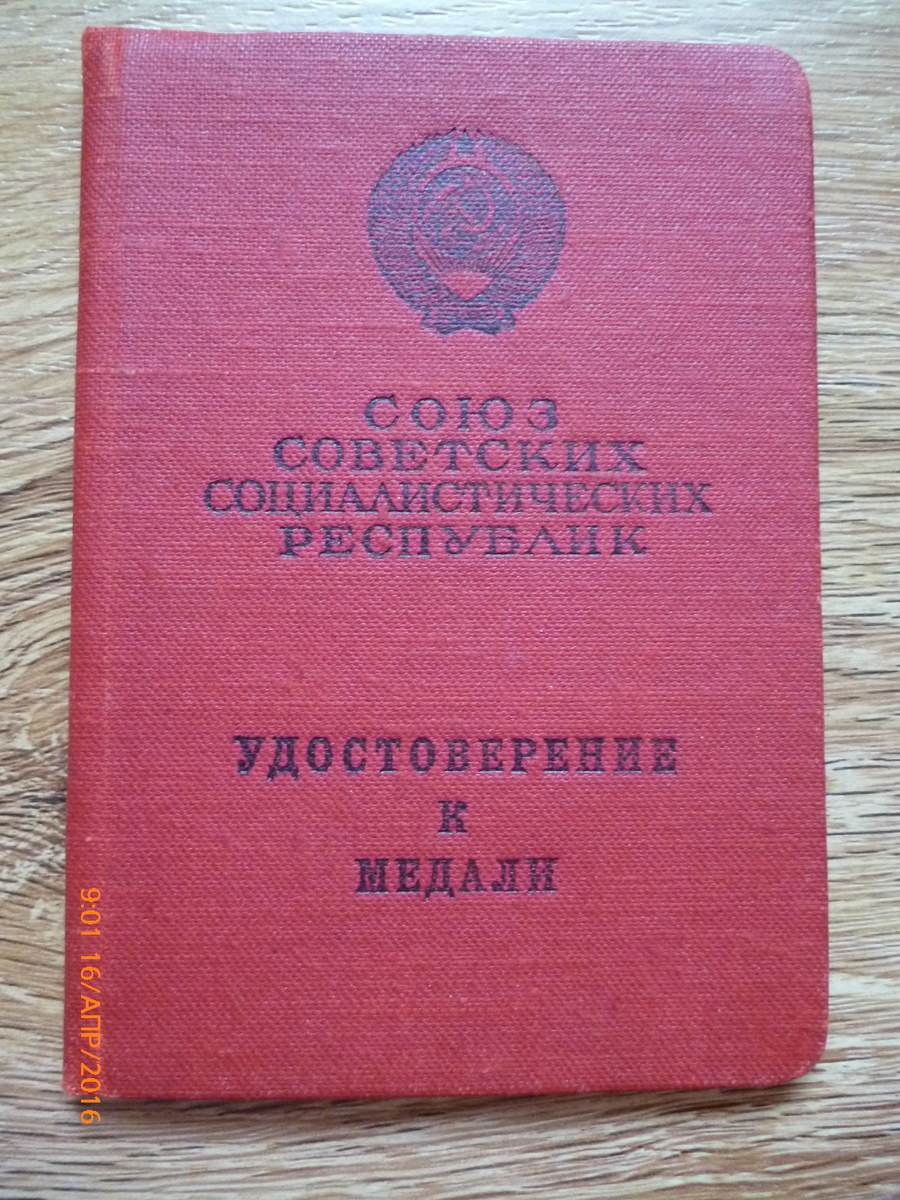 СОЮЗ
СОВЕТСКИХ
СОЦИАЛИСТИЧЕСКИХ
РЕСПУБЛИК
УДОСТОВЕРЕНИЕ
К
МЕДАЛИ
9:01 16/АПР/2016